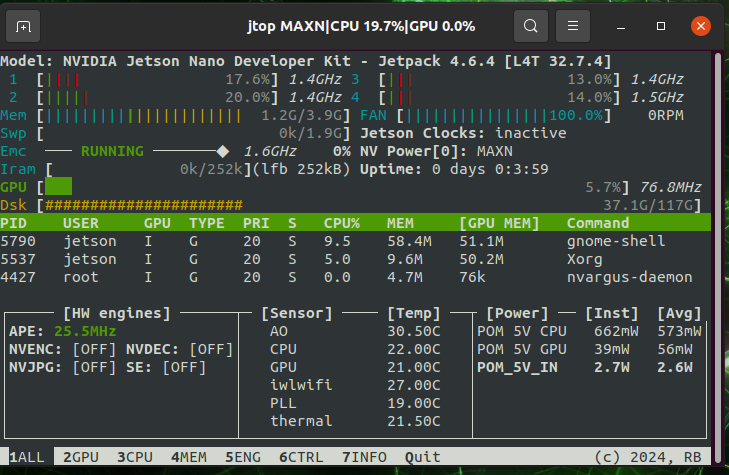 jtop MAXN|CPU 19.7%|GPU 0.0%
Model: NVIDIA Jetson Nano Developer Kit - Jetpack 4.6.4 [L4T 32.7.4]
1 [|||| 17.6%] 1.4GHz 3 [||| 13.0%] 1.4GHz
2 [||||| 20.0%] 1.4GHz 4 [||| 14.0%] 1.5GHz
Mem [|||||||||||||||||||||| 1.2G/3.9G] FAN [||||||||||||||||100.0%] 0RPM
Swp [ 0k/1.9G] Jetson Clocks: inactive
Emc RUNNING 1.6GHz 0% NV Power[0]: MAXN
Iram [ 0k/252k](lfb 252kB) Uptime: 0 days 0:3:59
GPU [ 5.7%] 76.8MHz
Dsk [###################### 37.1G/117G]
PID USER GPU TYPE PRI S CPU% MEM [GPU MEM] Command
5790 jetson I G 20 S 9.5 58.4M 51.1M gnome-shell
5537 jetson I G 20 S 5.0 9.6M 50.2M Xorg
4427 root I G 20 S 0.0 4.7M 76k nvargus-daemon
[HW engines] [Sensor] [Temp] [Power] [Inst] [Avg]
APE: 25.5MHz AO 30.50C POM 5V CPU 662mW 573mW
NVENC: [OFF] NVDEC: [OFF] CPU 22.00C POM 5V GPU 39mW 56mW
NVJPG: [OFF] SE: [OFF] GPU 21.00C POM_5V_IN 2.7W 2.6W
iwlwifi 27.00C
PLL 19.00C
thermal 21.50C
1ALL 2GPU 3CPU 4MEM 5ENG 6CTRL 7INFO Quit (c) 2024, RB